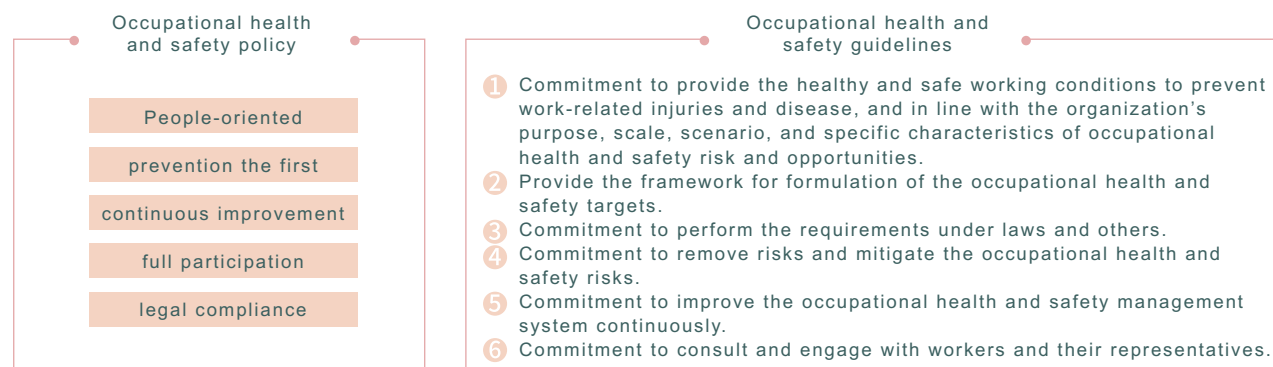 Occupational health
and safety policy
People-oriented
prevention the first
continuous improvement
full participation
legal compliance
Occupational health and
safety guidelines
1 Commitment to provide the healthy and safe working conditions to prevent
work-related injuries and disease, and in line with the organization's
purpose, scale, scenario, and specific characteristics of occupational
health and safety risk and opportunities.
2 Provide the framework for formulation of the occupational health and
safety targets.
3 Commitment to perform the requirements under laws and others.
4 Commitment to remove risks and mitigate the occupational health and
safety risks.
5 Commitment to improve the occupational health and safety management
system continuously.
6 Commitment to consult and engage with workers and their representatives.